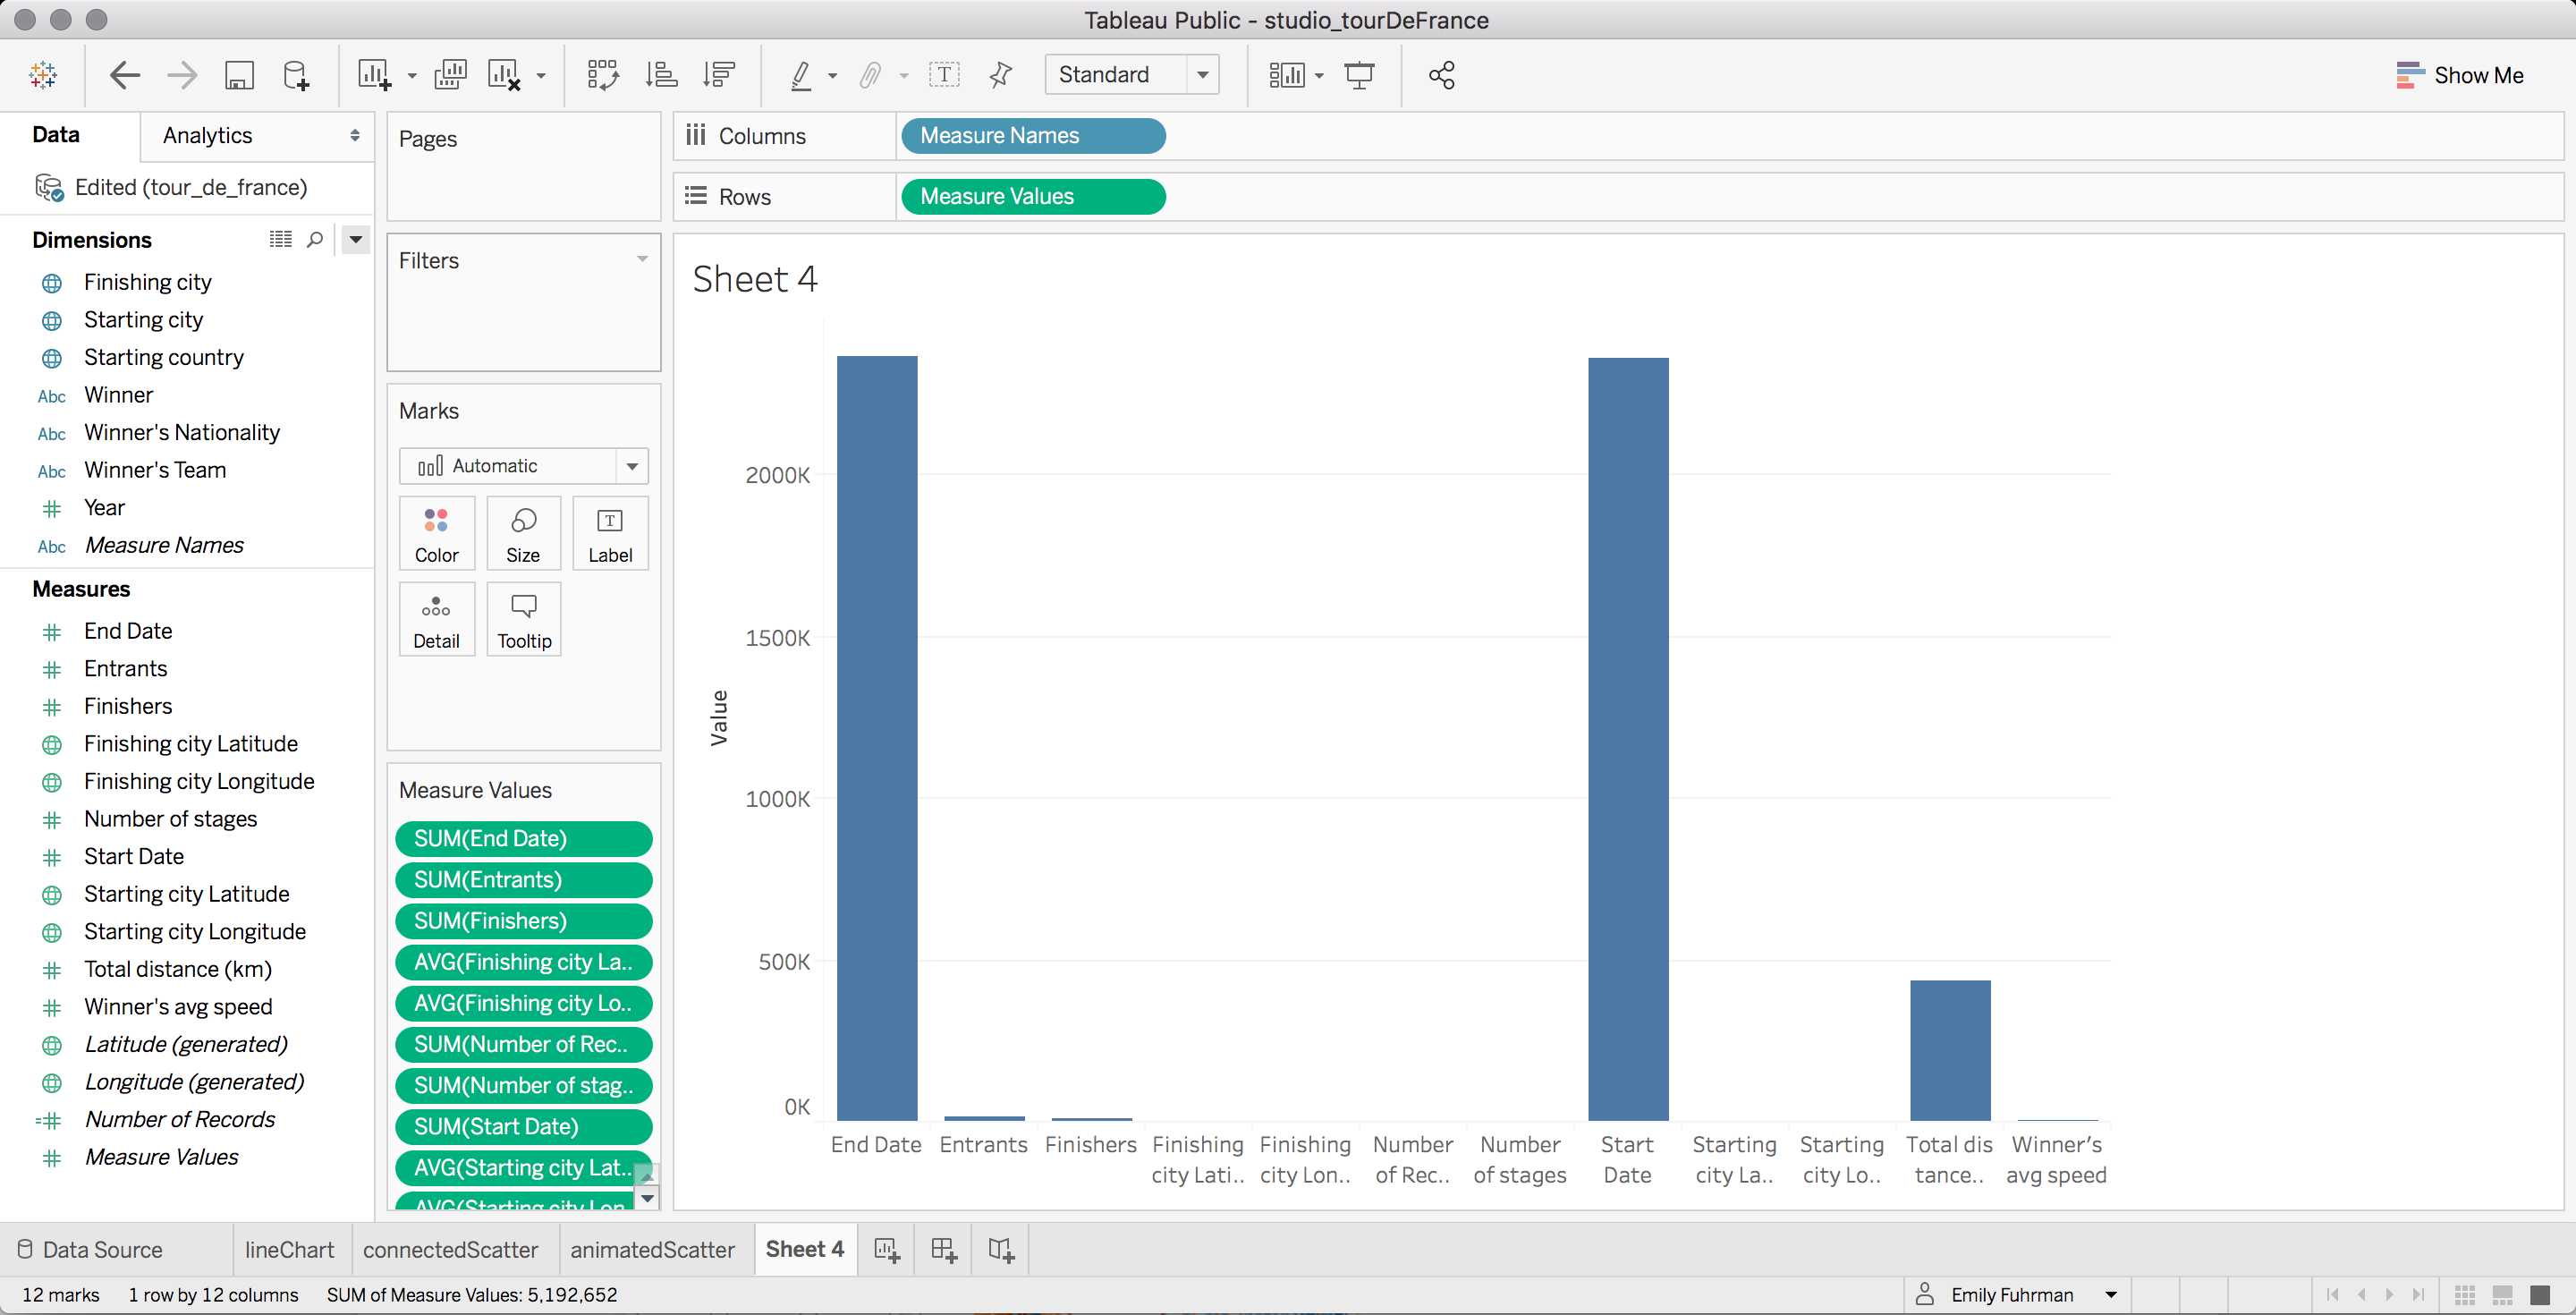 Tableau Public - studio_tourDeFrance
Standard
Show Me
Data
Analytics
Edited (tour_de_france)
Dimensions
Finishing city
Starting city
Starting country
Abc Winner
Abc Winner's Nationality
Abc Winner's Team
Year
Abc Measure Names
Measures
End Date
Entrants
Finishers
Finishing city Latitude
Finishing city Longitude
Number of stages
Start Date
Starting city Latitude
Starting city Longitude
Total distance (km)
Winner's avg speed
Latitude (generated)
Longitude (generated)
Number of Records
Measure Values
Pages
Filters
Marks
Automatic
Color
Size
Label
Detail
Tooltip
Measure Values
SUM(End Date)
SUM(Entrants)
SUM(Finishers)
AVG(Finishing city La..
AVG(Finishing city Lo..
SUM(Number of Rec..
SUM(Number of stag..
SUM(Start Date)
AVG(Starting city Lat..
AVG(Starting city Lon
Columns
Measure Names
Rows
Measure Values
Sheet 4
Value
2000K
1500K
1000K
500K
0K
End Date
Entrants
Finishers
Finishing
city Lati..
Finishing
city Lon..
Number
of Rec..
Number
of stages
Start
Date
Starting
city La..
Starting
city Lo..
Total dis
tance..
Winner’s
avg speed
Data Source
lineChart
connectedScatter
animatedScatter
Sheet 4
12 marks
1 row by 12 columns
SUM of Measure Values: 5,192,652
Emily Fuhrman